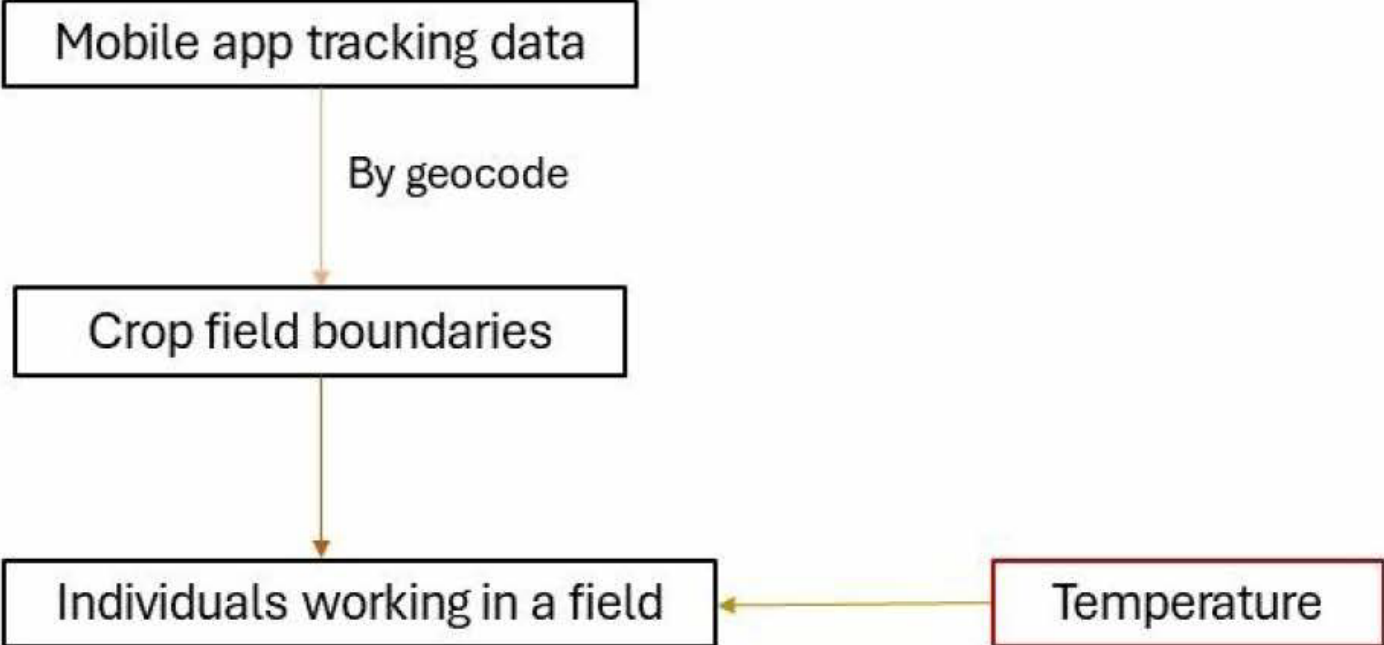 Mobile app tracking data
By geocode
Crop field boundaries
Individuals working in a field
Temperature